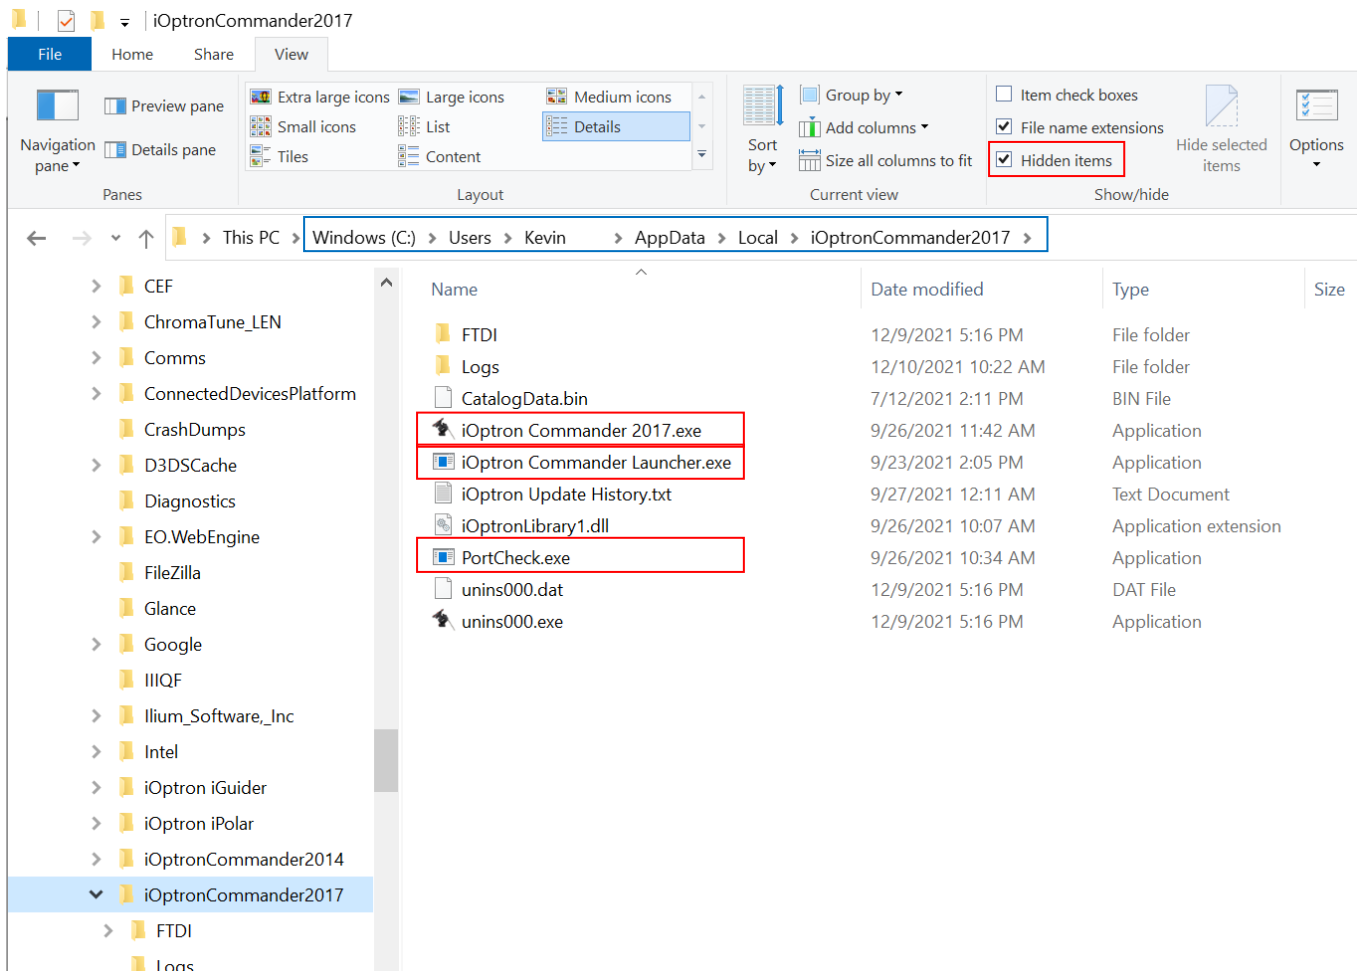 iOptronCommander2017
File Home Share View
Navigation pane
Preview pane
Details pane
Panes
Extra large icons Large icons Medium icons
Small icons List Details
Tiles Content
Layout
Sort by
Group by
Add columns
Size all columns to fit
Current view
Item check boxes
File name extensions
Hidden items
Hide selected items
Show/hide
Options
This PC > Windows (C:) > Users > Kevin > AppData > Local > iOptronCommander2017 >
CEF
ChromaTune_LEN
Comms
ConnectedDevicesPlatform
CrashDumps
D3DSCache
Diagnostics
EO.WebEngine
FileZilla
Glance
Google
IIIQF
Ilium_Software,_Inc
Intel
iOptron iGuider
iOptron iPolar
iOptronCommander2014
iOptronCommander2017
FTDI
Logs
Name Date modified Type Size
FTDI 12/9/2021 5:16 PM File folder
Logs 12/10/2021 10:22 AM File folder
CatalogData.bin 7/12/2021 2:11 PM BIN File
iOptron Commander 2017.exe 9/26/2021 11:42 AM Application
iOptron Commander Launcher.exe 9/23/2021 2:05 PM Application
iOptron Update History.txt 9/27/2021 12:11 AM Text Document
iOptronLibrary1.dll 9/26/2021 10:07 AM Application extension
PortCheck.exe 9/26/2021 10:34 AM Application
unins000.dat 12/9/2021 5:16 PM DAT File
unins000.exe 12/9/2021 5:16 PM Application